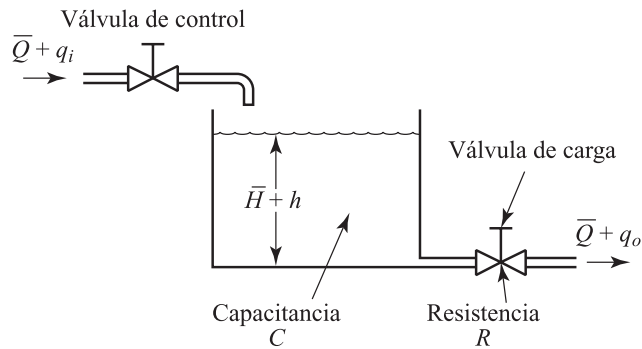 Válvula de control
Q̅ + qᵢ
Válvula de carga
H̅ + h
Q̅ + qₒ
Capacitancia
C
Resistencia
R